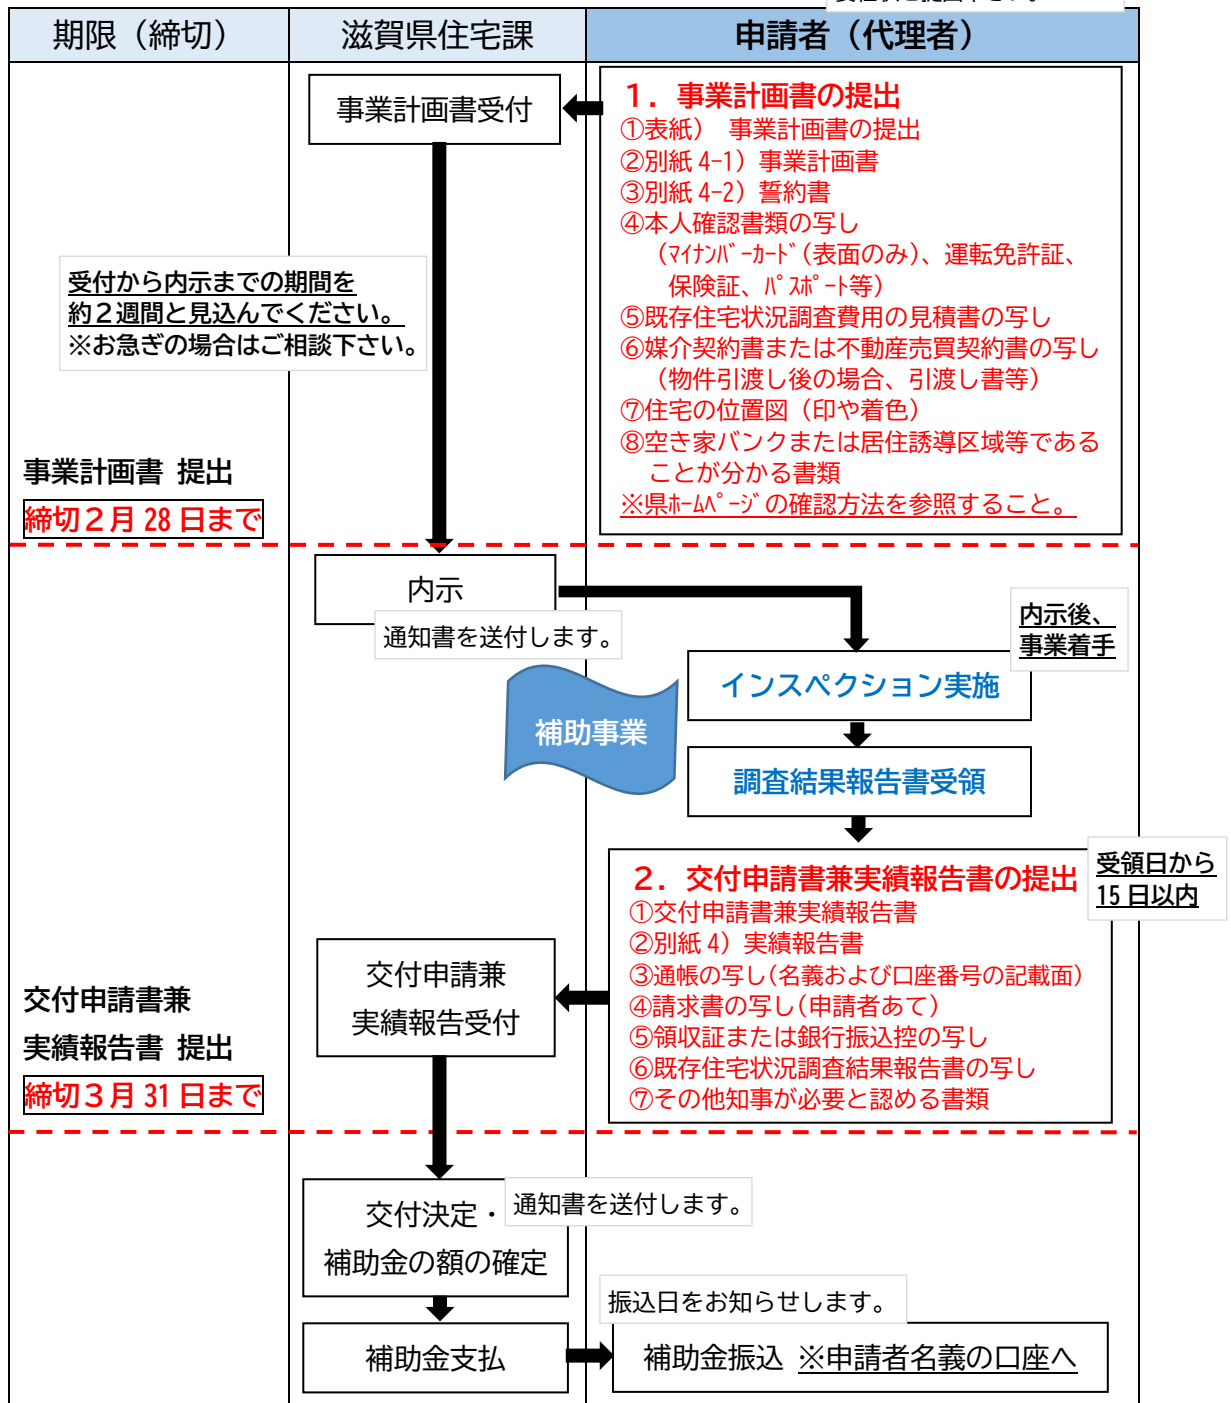 期限（締切）
滋賀県住宅課
申請者（代理者）
事業計画書受付
１．事業計画書の提出
①表紙） 事業計画書の提出
②別紙 4-1）事業計画書
③別紙 4-2）誓約書
④本人確認書類の写し
（ﾏｲﾅﾝﾊﾞｰｶｰﾄﾞ(表面のみ)、運転免許証、
保険証、ﾊﾟｽﾎﾟｰﾄ等）
⑤既存住宅状況調査費用の見積書の写し
⑥媒介契約書または不動産売買契約書の写し
（物件引渡し後の場合、引渡し書等）
⑦住宅の位置図（印や着色）
⑧空き家バンクまたは居住誘導区域等である
ことが分かる書類
※県ﾎｰﾑﾍﾟｰｼﾞの確認方法を参照すること。
受付から内示までの期間を
約２週間と見込んでください。
※お急ぎの場合はご相談下さい。
事業計画書 提出
締切２月 28 日まで
内示
通知書を送付します。
内示後、
事業着手
インスペクション実施
補助事業
調査結果報告書受領
受領日から
15 日以内
２．交付申請書兼実績報告書の提出
①交付申請書兼実績報告書
②別紙 4）実績報告書
③通帳の写し(名義および口座番号の記載面)
④請求書の写し(申請者あて)
⑤領収証または銀行振込控の写し
⑥既存住宅状況調査結果報告書の写し
⑦その他知事が必要と認める書類
交付申請兼
実績報告受付
交付申請書兼
実績報告書 提出
締切３月 31 日まで
交付決定・
補助金の額の確定
通知書を送付します。
振込日をお知らせします。
補助金支払
補助金振込 ※申請者名義の口座へ